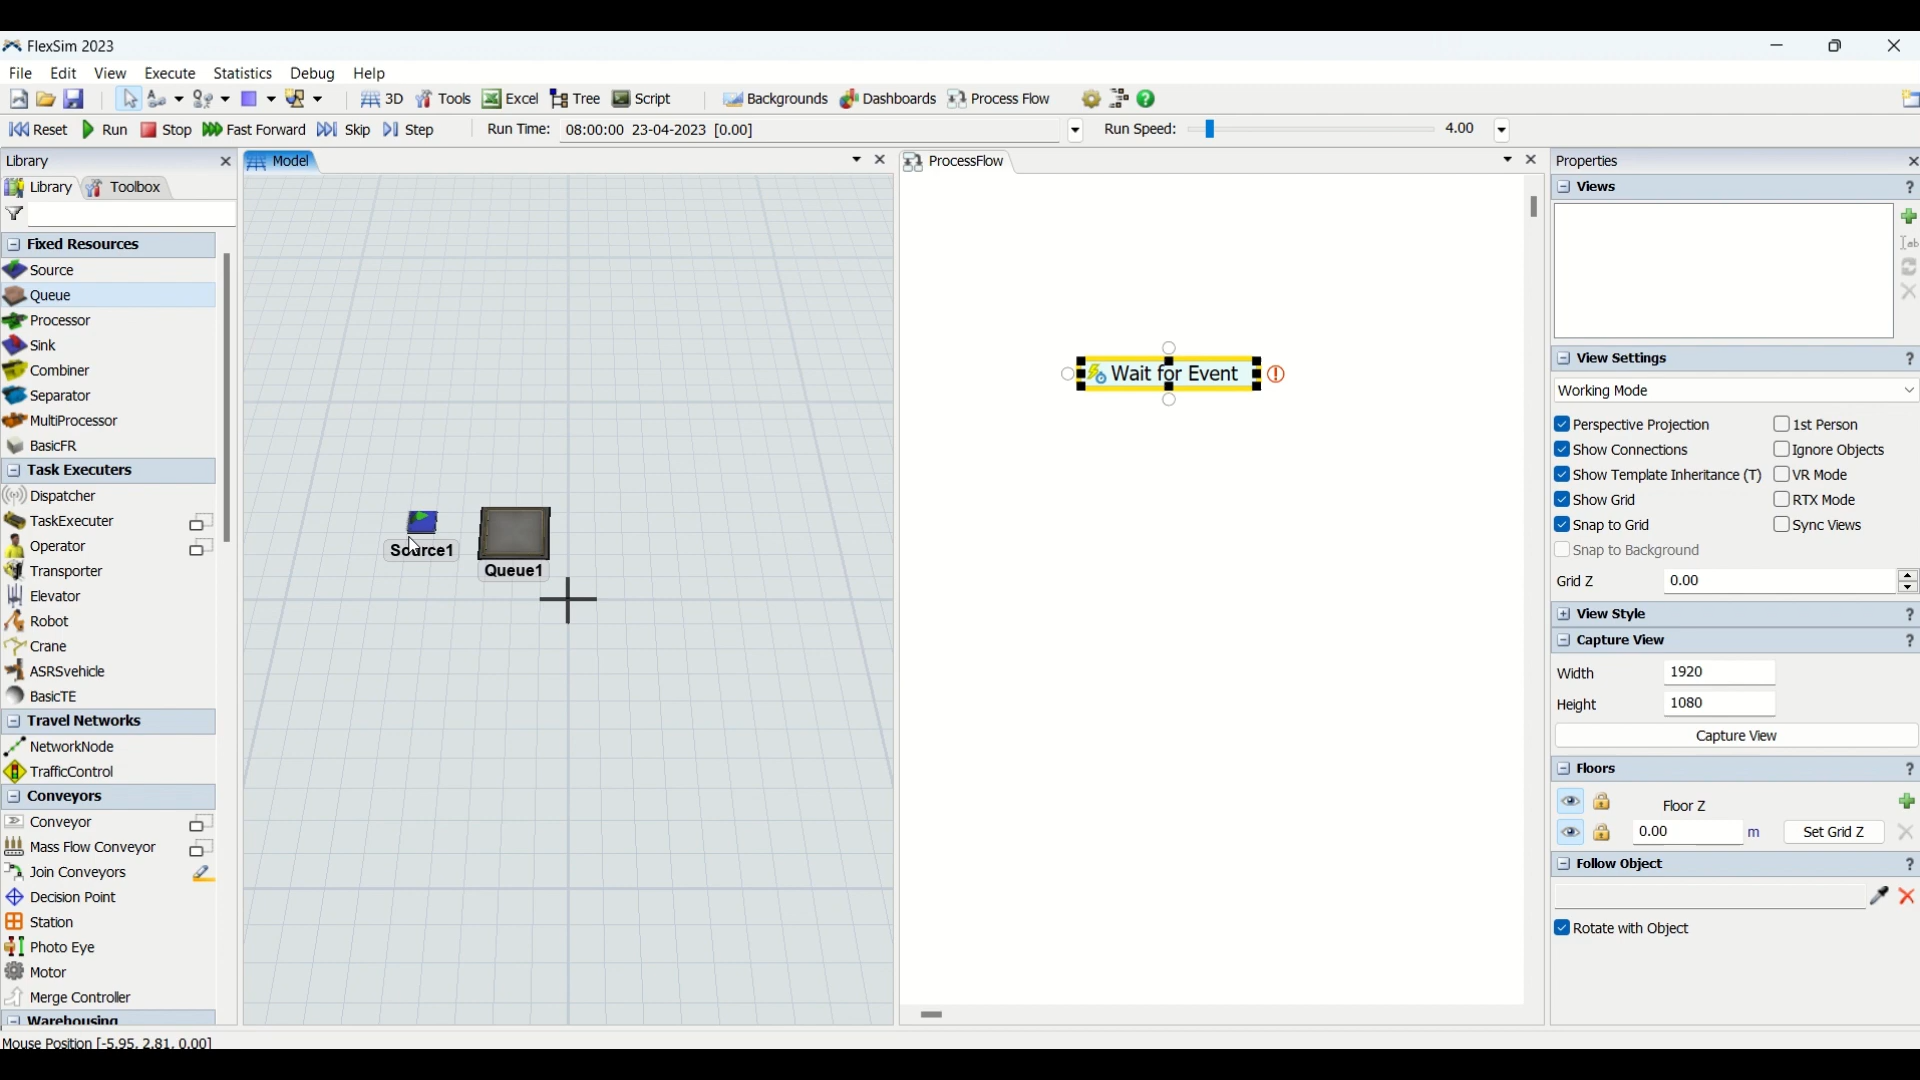 FlexSim 2023
File Edit View Execute Statistics Debug Help
3D Tools Excel Tree Script Backgrounds Dashboards Process Flow
Reset Run Stop Fast Forward Skip Step Run Time: 08:00:00 23-04-2023 [0.00] Run Speed: 4.00
Library
Library Toolbox
Fixed Resources
Source
Queue
Processor
Sink
Combiner
Separator
MultiProcessor
BasicFR
Task Executers
Dispatcher
TaskExecuter
Operator
Transporter
Elevator
Robot
Crane
ASRSvehicle
BasicTE
Travel Networks
NetworkNode
TrafficControl
Conveyors
Conveyor
Mass Flow Conveyor
Join Conveyors
Decision Point
Station
Photo Eye
Motor
Merge Controller
Warehousing
Mouse Position [-5.95, 2.81, 0.00]
Model
Source1
Queue1
ProcessFlow
Wait for Event
Properties
Views
View Settings
Working Mode
Perspective Projection 1st Person
Show Connections Ignore Objects
Show Template Inheritance (T) VR Mode
Show Grid RTX Mode
Snap to Grid Sync Views
Snap to Background
Grid Z 0.00
View Style
Capture View
Width 1920
Height 1080
Capture View
Floors
Floor Z
0.00 m Set Grid Z
Follow Object
Rotate with Object